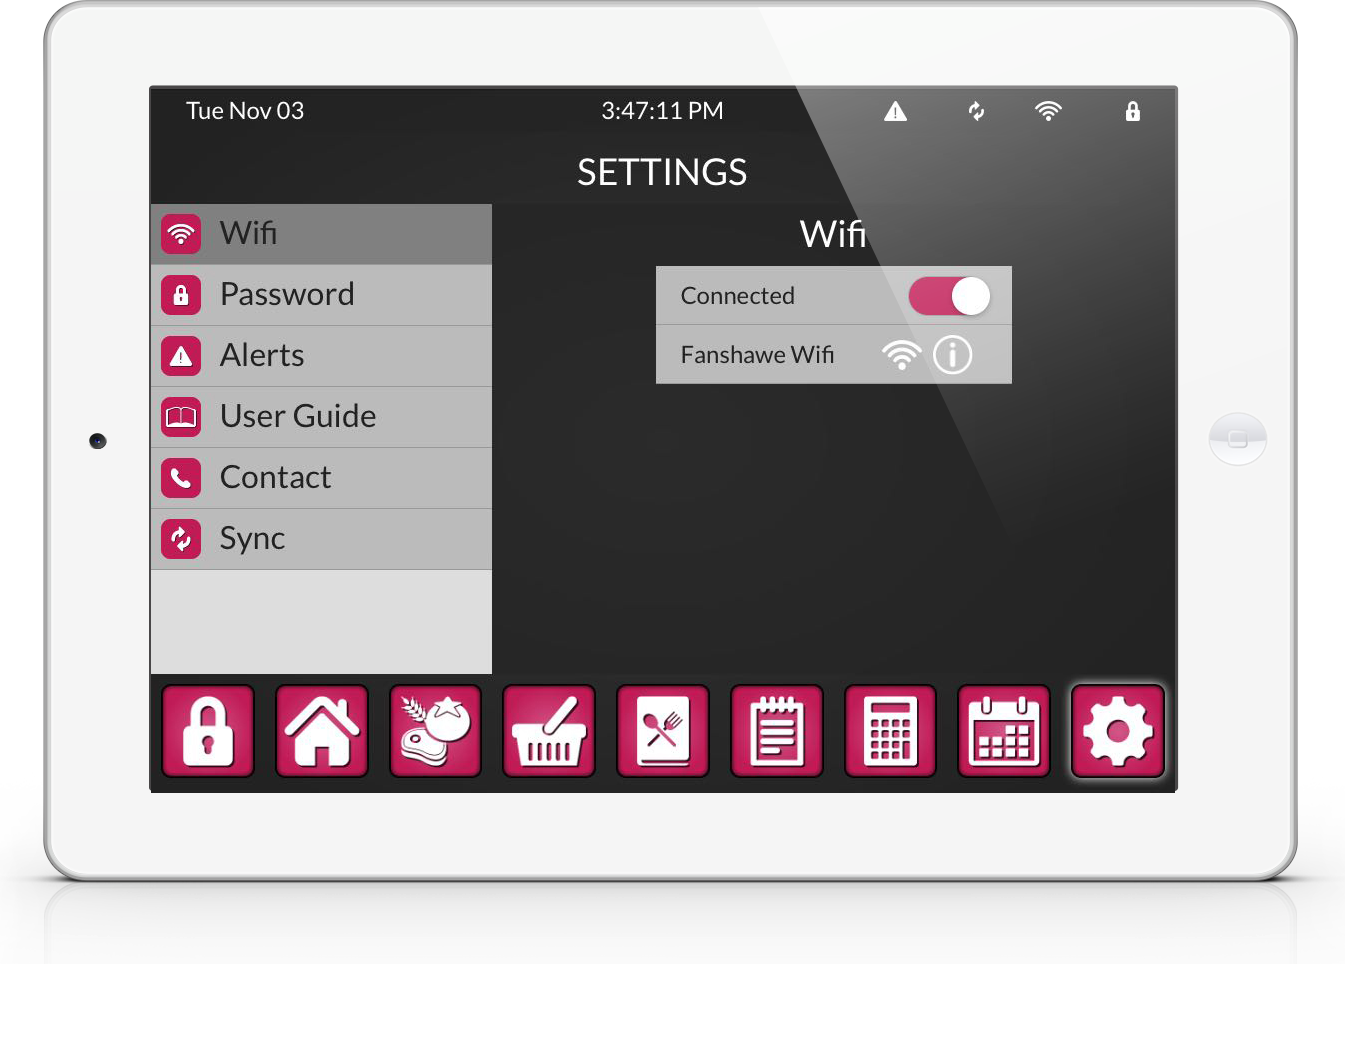 Tue Nov 03
3:47:11 PM
SETTINGS
Wifi
Password
Alerts
User Guide
Contact
Sync
Wifi
Connected
Fanshawe Wifi